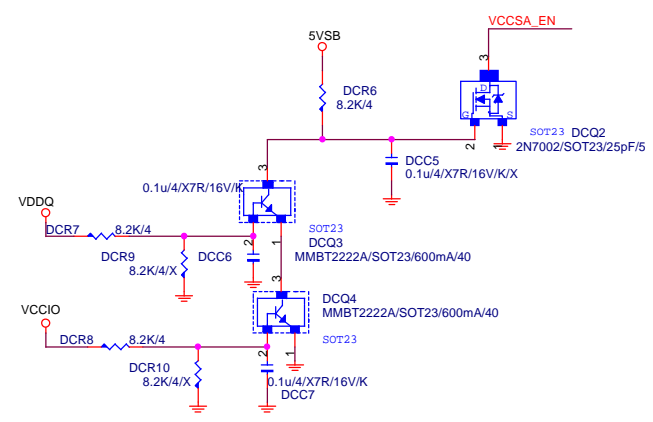 VCCSA_EN
5VSB
3
DCR6
8.2K/4
D
G
S
SOT23
DCQ2
2N7002/SOT23/25pF/5
2
1
3
DCC5
0.1u/4/X7R/16V/K/X
0.1u/4/X7R/16V/K
VDDQ
SOT23
DCR7
8.2K/4
DCQ3
2
1
MMBT2222A/SOT23/600mA/40
DCR9
DCC6
8.2K/4/X
3
DCQ4
MMBT2222A/SOT23/600mA/40
VCCIO
SOT23
DCR8
8.2K/4
2
1
DCR10
8.2K/4/X
0.1u/4/X7R/16V/K
DCC7